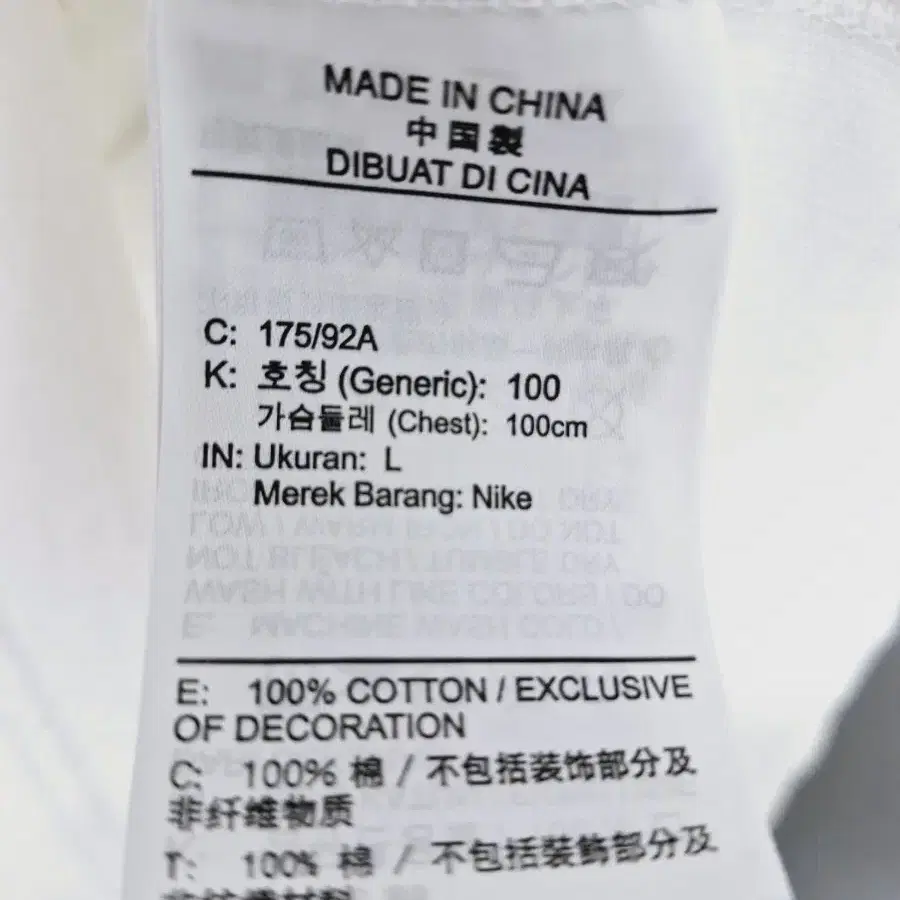 MADE IN CHINA
中国製
DIBUAT DI CINA
C: 175/92A
K: 호칭 (Generic): 100
가슴둘레 (Chest): 100cm
IN: Ukuran: L
Merek Barang: Nike
E: 100% COTTON / EXCLUSIVE
OF DECORATION
C: 100% 棉 / 不包括装饰部分及
非纤维物质
T: 100% 棉 / 不包括裝飾部分及